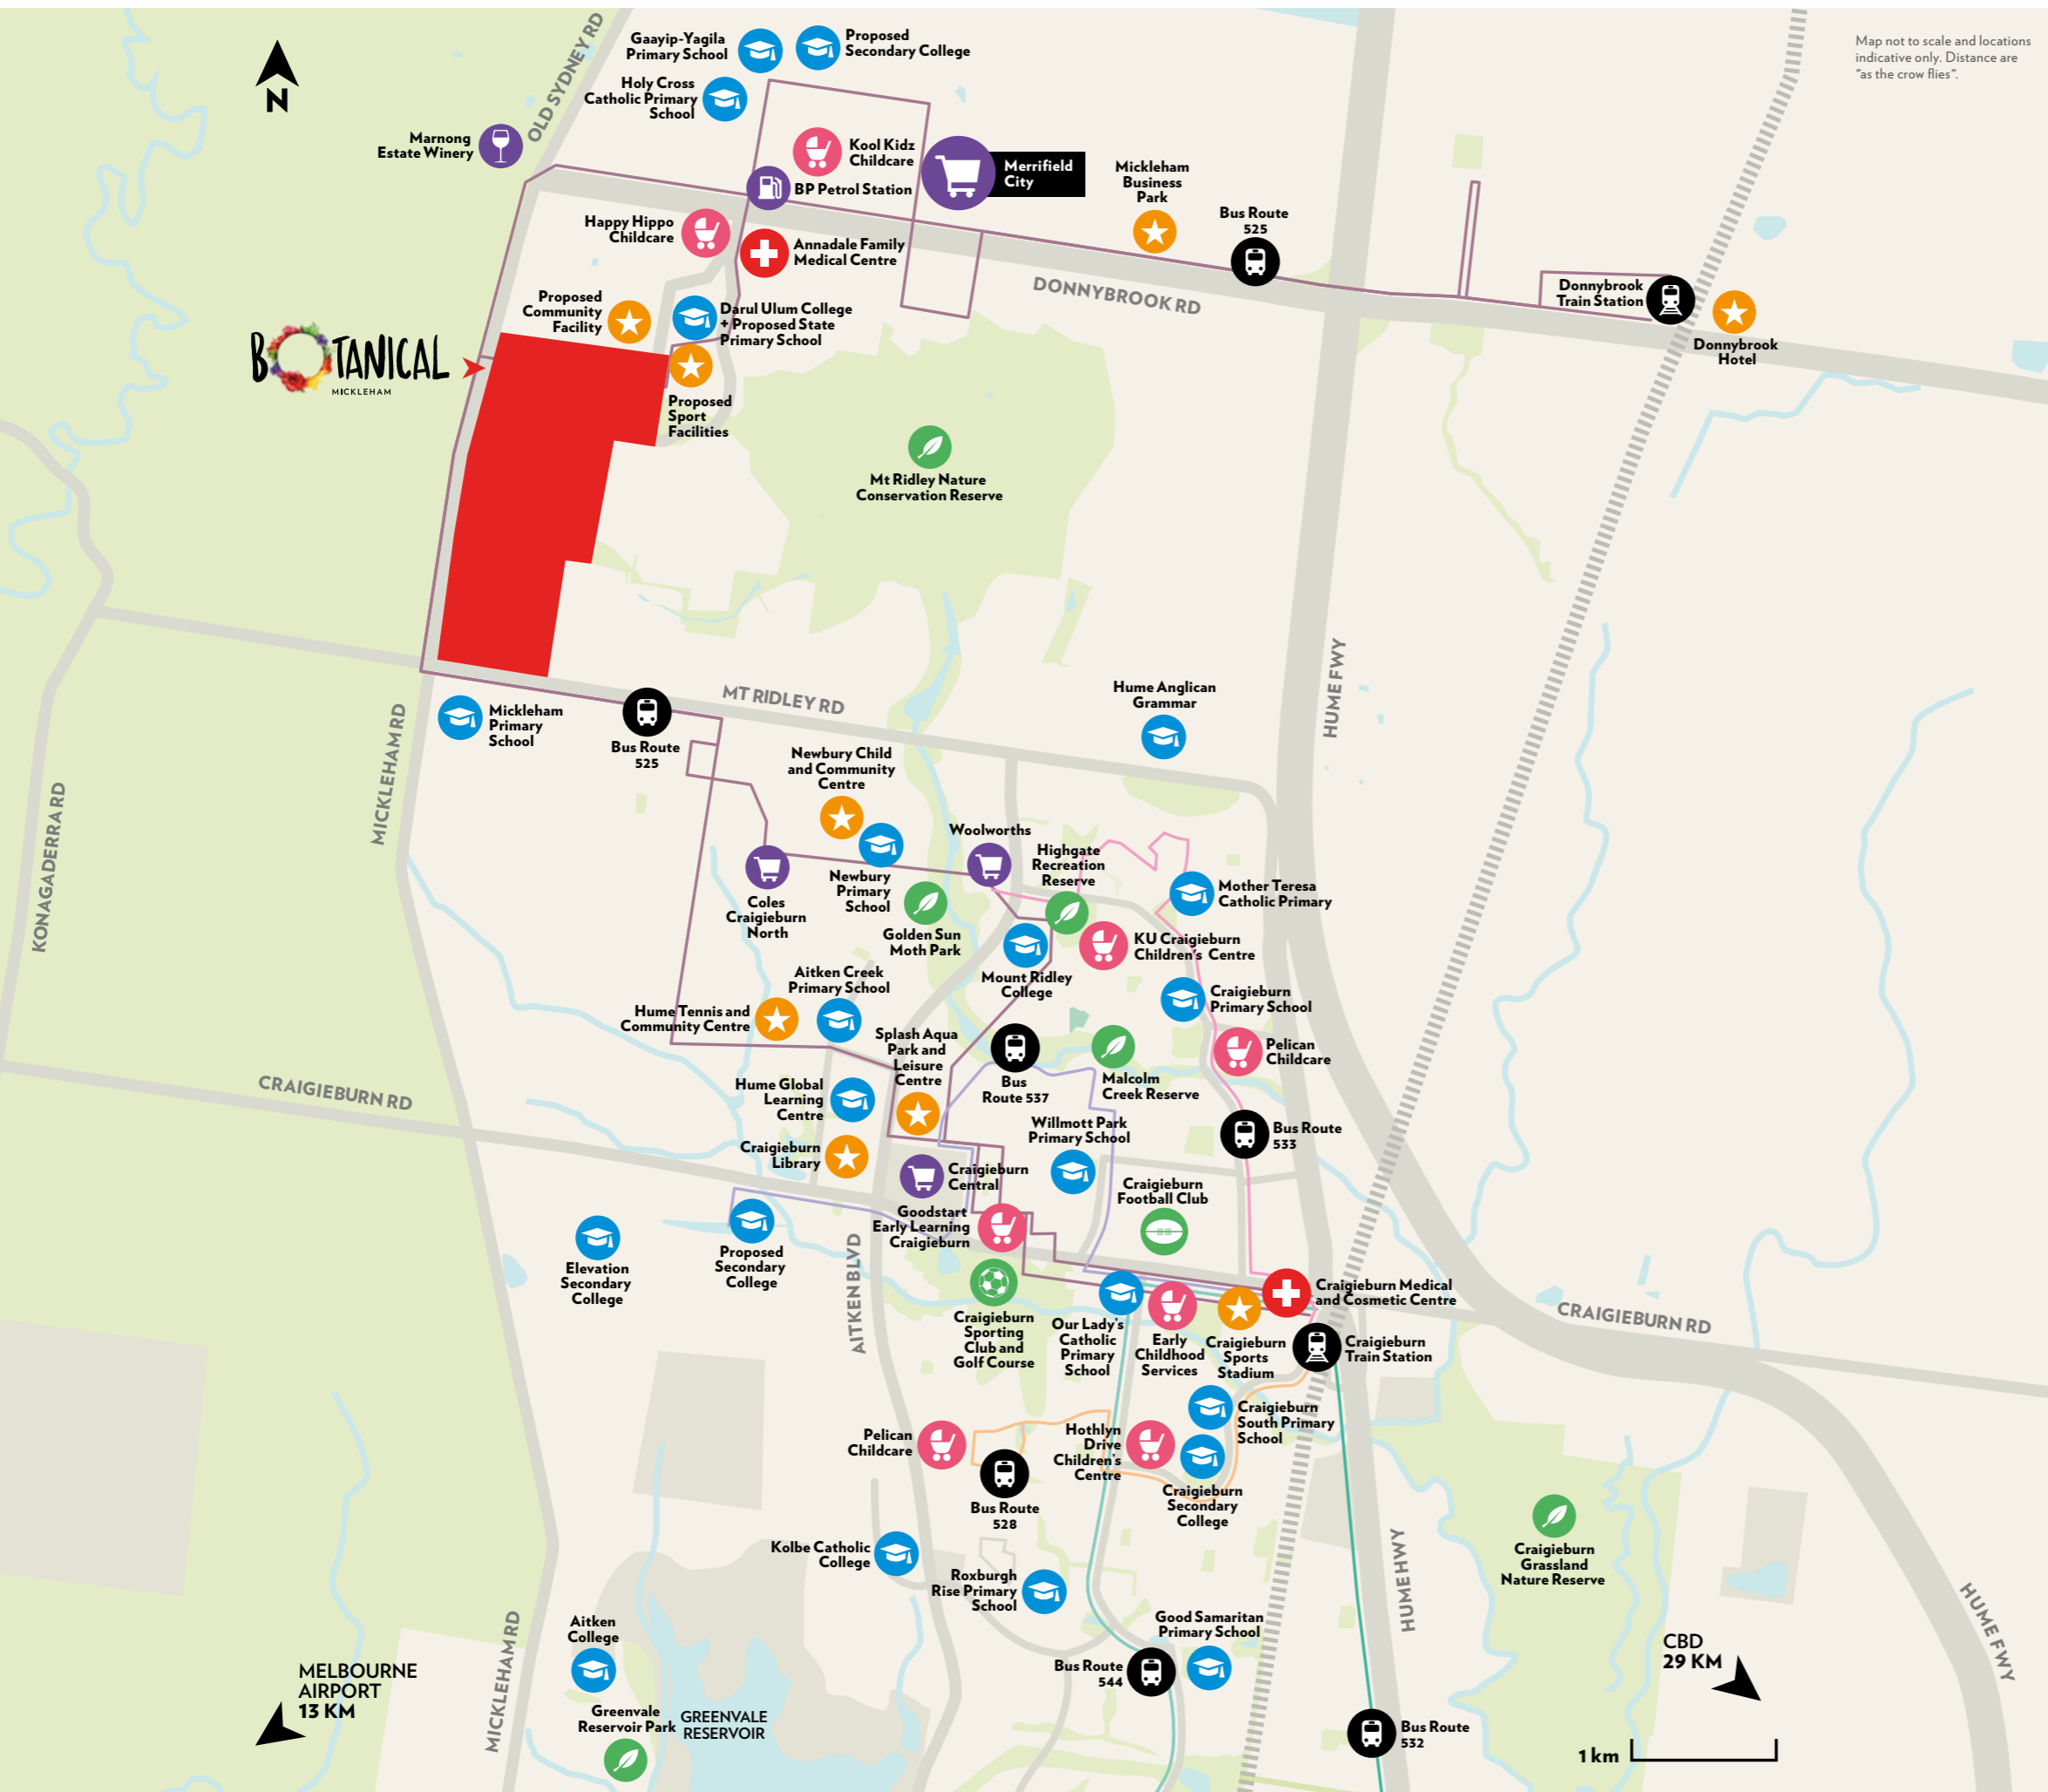 Map not to scale and locations
indicative only. Distance are
"as the crow flies".
N
OLD SYDNEY RD
Gaayip-Yagila
Primary School
Proposed
Secondary College
Holy Cross
Catholic Primary
School
Marnong
Estate Winery
Kool Kidz
Childcare
BP Petrol Station
Merrifield
City
Mickleham
Business
Park
Bus Route
525
Happy Hippo
Childcare
Annadale Family
Medical Centre
DONNYBROOK RD
Donnybrook
Train Station
Donnybrook
Hotel
Proposed
Community
Facility
Darul Ulum College
+ Proposed State
Primary School
BOTANICAL
MICKLEHAM
Proposed
Sport
Facilities
Mt Ridley Nature
Conservation Reserve
HUME FWY
MT RIDLEY RD
Hume Anglican
Grammar
Mickleham
Primary
School
Bus Route
525
MICKLEHAM RD
KONAGADERRA RD
Newbury Child
and Community
Centre
Woolworths
Highgate
Recreation
Reserve
Newbury
Primary
School
Coles
Craigieburn
North
Golden Sun
Moth Park
Mother Teresa
Catholic Primary
KU Craigieburn
Children's Centre
Mount Ridley
College
Aitken Creek
Primary School
Craigieburn
Primary School
Hume Tennis and
Community Centre
Splash Aqua
Park and
Leisure
Centre
Bus
Route 537
Malcolm
Creek Reserve
Pelican
Childcare
CRAIGIEBURN RD
Hume Global
Learning
Centre
Willmott Park
Primary School
Bus Route
533
Craigieburn
Library
Craigieburn
Central
Craigieburn
Football Club
Goodstart
Early Learning
Craigieburn
Elevation
Secondary
College
Proposed
Secondary
College
AITKEN BLVD
Craigieburn
Sporting
Club and
Golf Course
Our Lady's
Catholic
Primary
School
Early
Childhood
Services
Craigieburn
Sports
Stadium
Craigieburn Medical
and Cosmetic Centre
Craigieburn
Train Station
CRAIGIEBURN RD
Craigieburn
South Primary
School
Pelican
Childcare
Hothlyn
Drive
Children's
Centre
Bus Route
528
Craigieburn
Secondary
College
Kolbe Catholic
College
Roxburgh
Rise Primary
School
HUME HWY
Craigieburn
Grassland
Nature Reserve
HUME FWY
Aitken
College
MICKLEHAM RD
MELBOURNE
AIRPORT
13 KM
Good Samaritan
Primary School
Bus Route
544
CBD
29 KM
Greenvale
Reservoir Park
GREENVALE
RESERVOIR
Bus Route
532
1 km